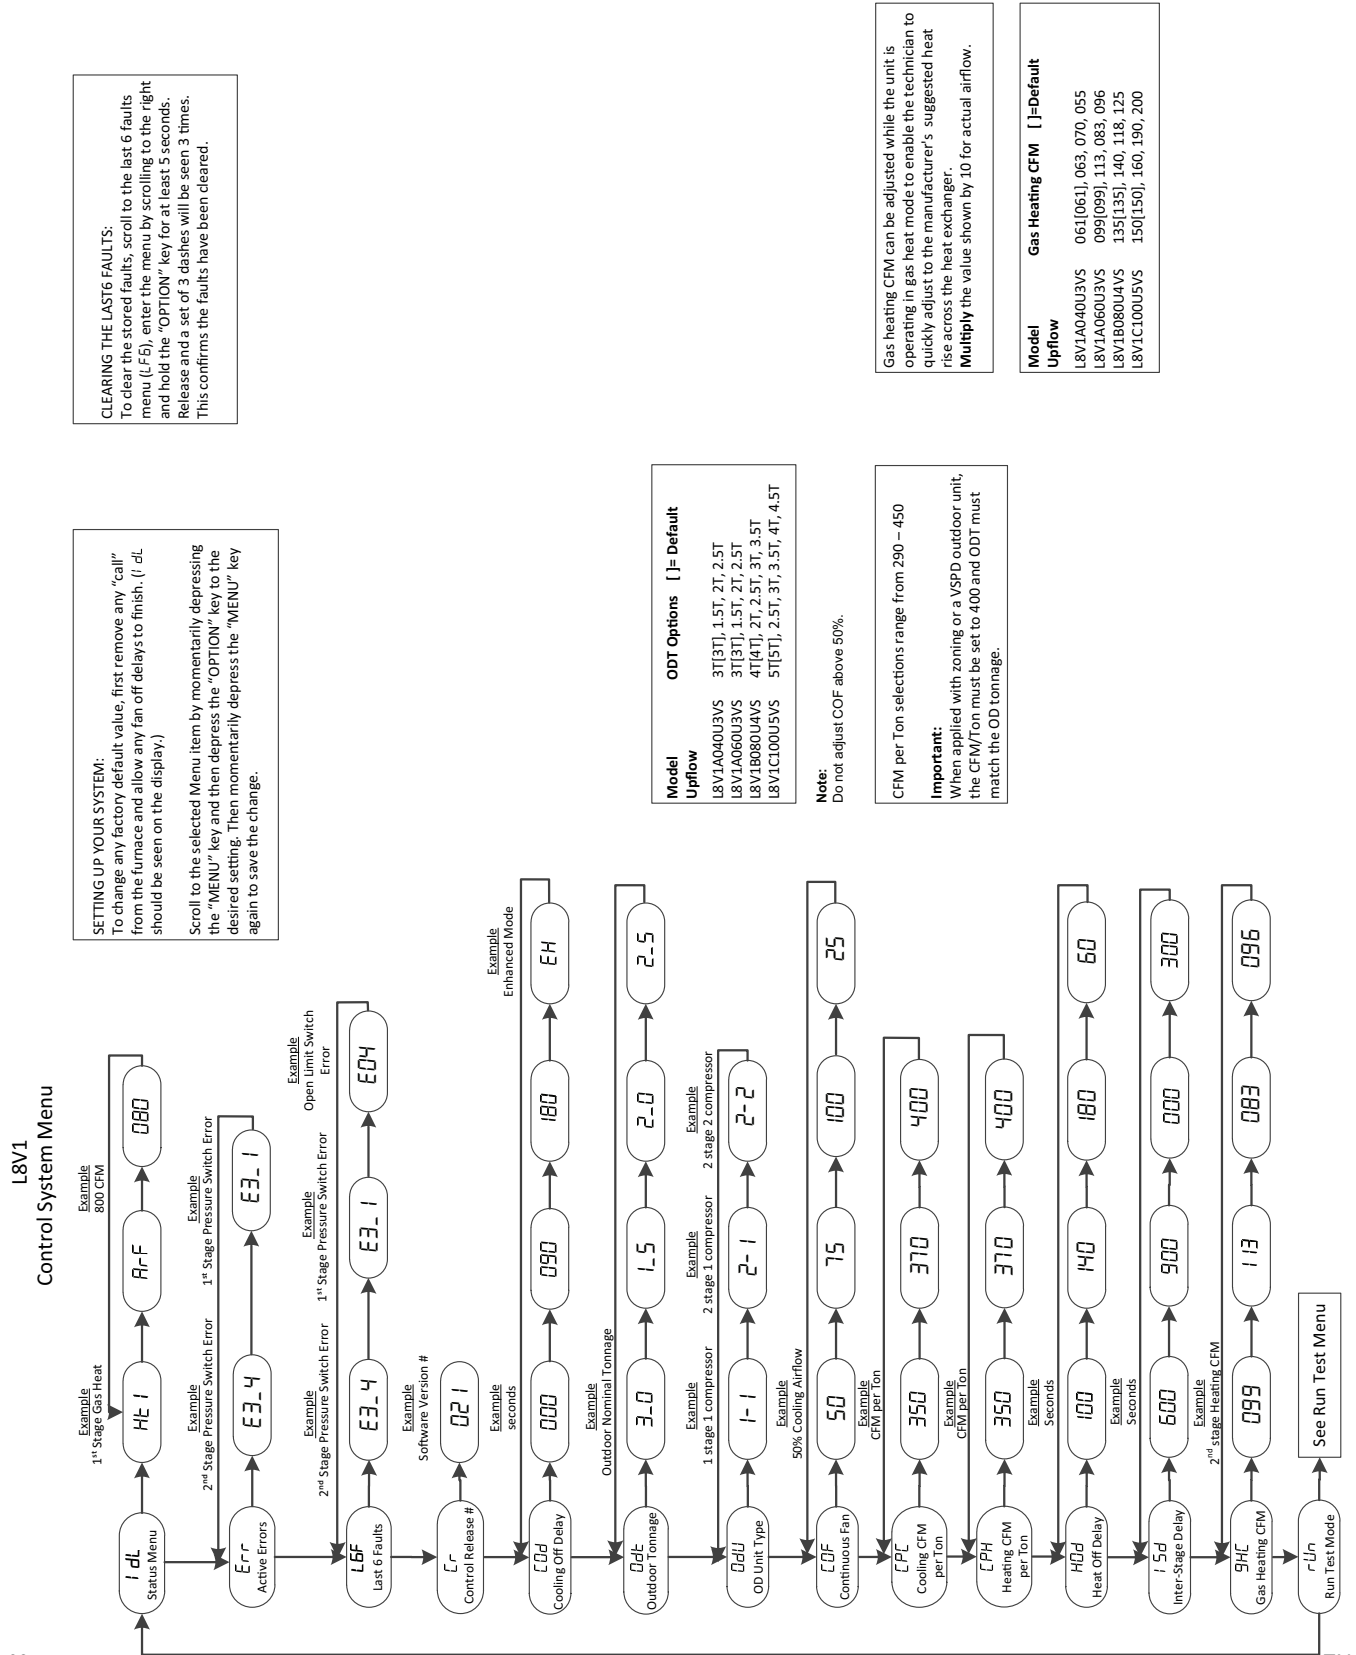 L8V1
Control System Menu
SETTING UP YOUR SYSTEM:
To change any factory default value, first remove any “call”
from the furnace and allow any fan off delays to finish. (I dL
should be seen on the display.)
Scroll to the selected Menu item by momentarily depressing
the “MENU” key and then depress the “OPTION” key to the
desired setting. Then momentarily depress the “MENU” key
again to save the change.
CLEARING THE LAST6 FAULTS:
To clear the stored faults, scroll to the last 6 faults
menu (LF6), enter the menu by scrolling to the right
and hold the “OPTION” key for at least 5 seconds.
Release and a set of 3 dashes will be seen 3 times.
This confirms the faults have been cleared.
Example
1st Stage Gas Heat
Example
800 CFM
I dL
Status Menu
Ht 1
ArF
080
Example
2nd Stage Pressure Switch Error
Example
1st Stage Pressure Switch Error
Err
Active Errors
E3_4
E3_1
Example
2nd Stage Pressure Switch Error
Example
1st Stage Pressure Switch Error
Example
Open Limit Switch
Error
L6F
Last 6 Faults
E3_4
E3_1
E04
Example
Software Version #
Cr
Control Release #
021
Example
seconds
Example
Enhanced Mode
COd
Cooling Off Delay
000
090
180
EH
Example
Outdoor Nominal Tonnage
Odt
Outdoor Tonnage
3_0
1_5
2_0
2_5
Model ODT Options [ ]= Default
Upflow
L8V1A040U3VS 3T[3T], 1.5T, 2T, 2.5T
L8V1A060U3VS 3T[3T], 1.5T, 2T, 2.5T
L8V1B080U4VS 4T[4T], 2T, 2.5T, 3T, 3.5T
L8V1C100U5VS 5T[5T], 2.5T, 3T, 3.5T, 4T, 4.5T
Example
1 stage 1 compressor
Example
2 stage 1 compressor
Example
2 stage 2 compressor
OdU
OD Unit Type
1-1
2-1
2-2
Example
50% Cooling Airflow
COF
Continuous Fan
50
75
100
25
Note:
Do not adjust COF above 50%.
Example
CFM per Ton
CPC
Cooling CFM
per Ton
350
370
400
CFM per Ton selections range from 290 – 450
Important:
When applied with zoning or a VSPD outdoor unit,
the CFM/Ton must be set to 400 and ODT must
match the OD tonnage.
Example
CFM per Ton
CPH
Heating CFM
per Ton
350
370
400
Gas heating CFM can be adjusted while the unit is
operating in gas heat mode to enable the technician to
quickly adjust to the manufacturer’s suggested heat
rise across the heat exchanger.
Multiply the value shown by 10 for actual airflow.
Example
Seconds
HOd
Heat Off Delay
100
140
180
60
Model Gas Heating CFM [ ]=Default
Upflow
L8V1A040U3VS 061[061], 063, 070, 055
L8V1A060U3VS 099[099], 113, 083, 096
L8V1B080U4VS 135[135], 140, 118, 125
L8V1C100U5VS 150[150], 160, 190, 200
Example
Seconds
I Sd
Inter-Stage Delay
600
900
000
300
Example
2nd stage Heating CFM
gHC
Gas Heating CFM
099
113
083
096
rUn
Run Test Mode
See Run Test Menu